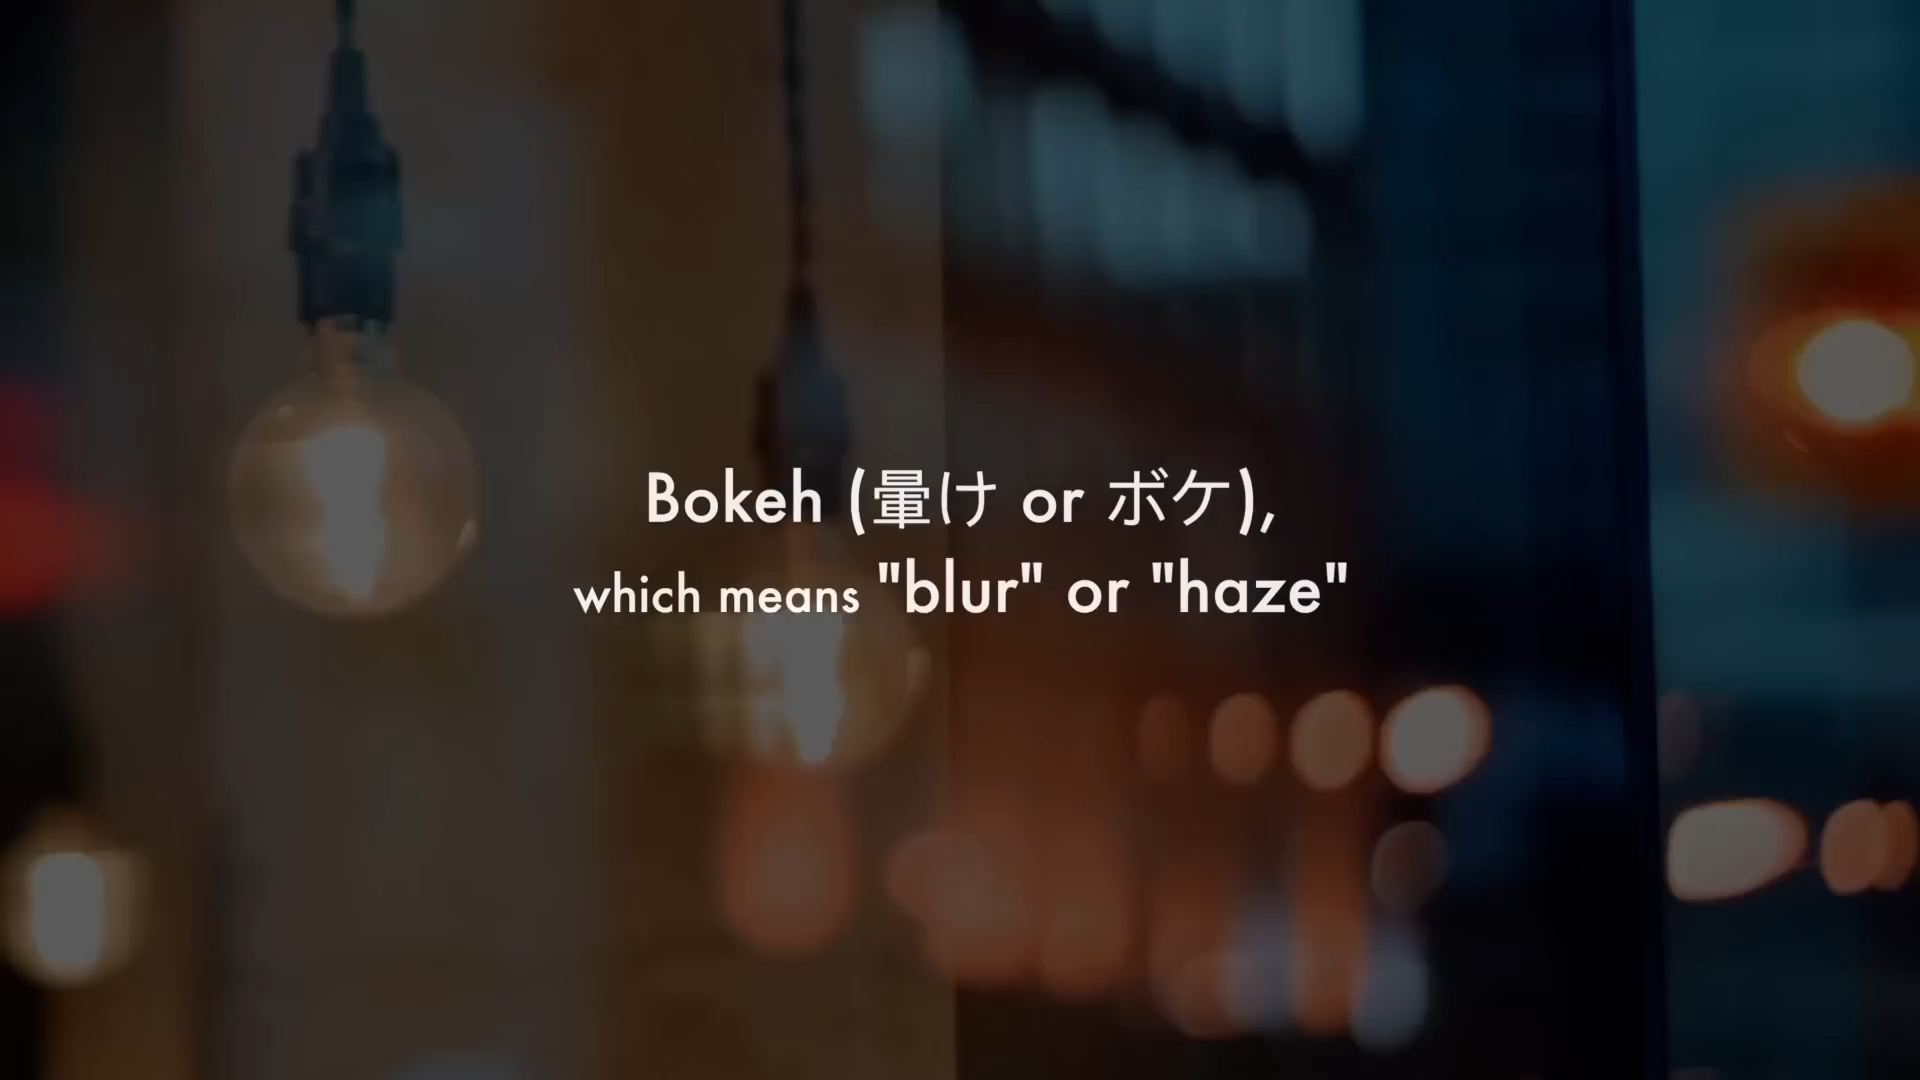 Bokeh (暈け or ボケ),
which means "blur" or "haze"